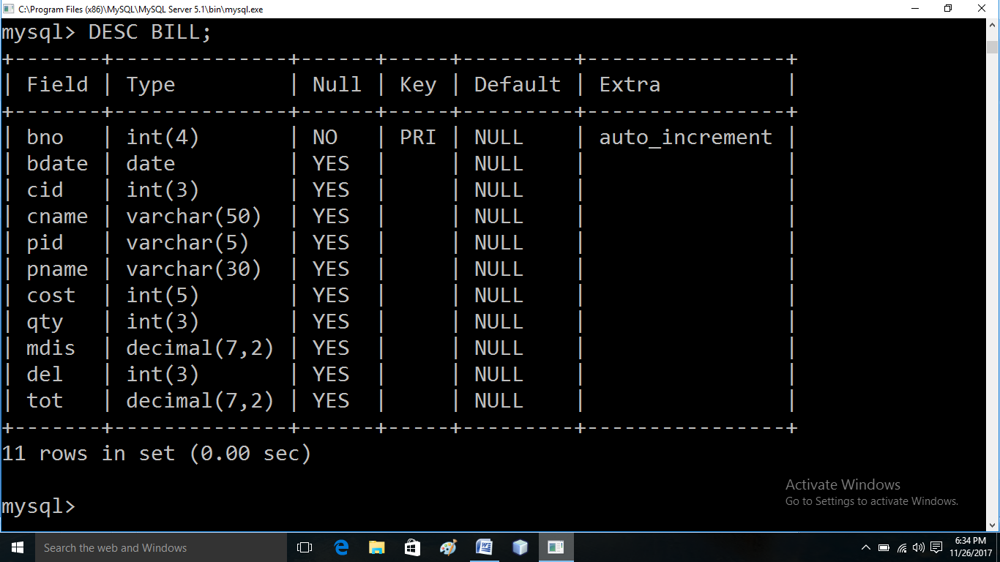 C:\Program Files (x86)\MySQL\MySQL Server 5.1\bin\mysql.exe
mysql> DESC BILL;
+-------+--------------+------+-----+---------+----------------+
| Field | Type         | Null | Key | Default | Extra          |
+-------+--------------+------+-----+---------+----------------+
| bno   | int(4)       | NO   | PRI | NULL    | auto_increment |
| bdate | date         | YES  |     | NULL    |                |
| cid   | int(3)       | YES  |     | NULL    |                |
| cname | varchar(50)  | YES  |     | NULL    |                |
| pid   | varchar(5)   | YES  |     | NULL    |                |
| pname | varchar(30)  | YES  |     | NULL    |                |
| cost  | int(5)       | YES  |     | NULL    |                |
| qty   | int(3)       | YES  |     | NULL    |                |
| mdis  | decimal(7,2) | YES  |     | NULL    |                |
| del   | int(3)       | YES  |     | NULL    |                |
| tot   | decimal(7,2) | YES  |     | NULL    |                |
+-------+--------------+------+-----+---------+----------------+
11 rows in set (0.00 sec)
mysql>
Activate Windows
Go to Settings to activate Windows.
Search the web and Windows
6:34 PM
11/26/2017